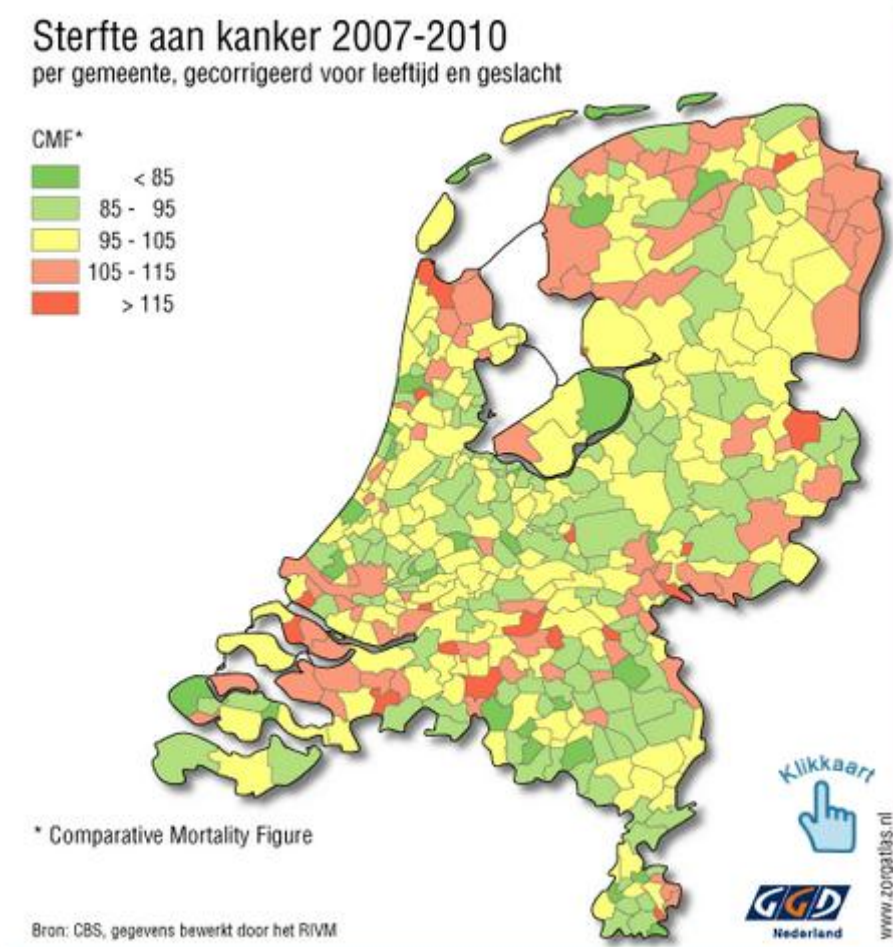 Sterfte aan kanker 2007-2010
per gemeente, gecorrigeerd voor leeftijd en geslacht
CMF*
< 85
85 - 95
95 - 105
105 - 115
> 115
Klikkaart
* Comparative Mortality Figure
www.zorgatlas.nl
GGD
Nederland
Bron: CBS, gegevens bewerkt door het RIVM